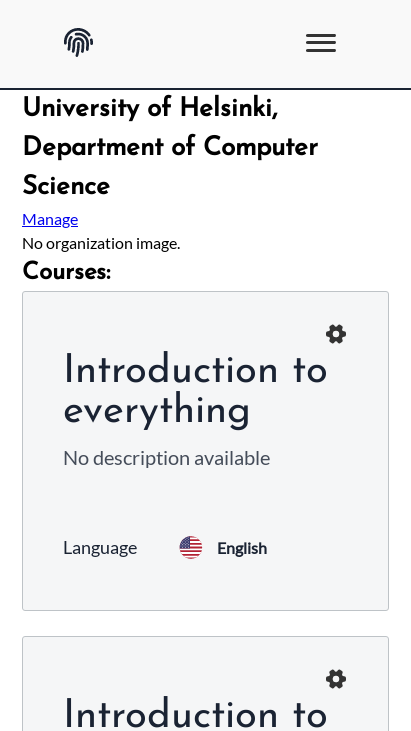 University of Helsinki,
Department of Computer
Science
Manage
No organization image.
Courses:
Introduction to
everything
No description available
Language English
Introduction to